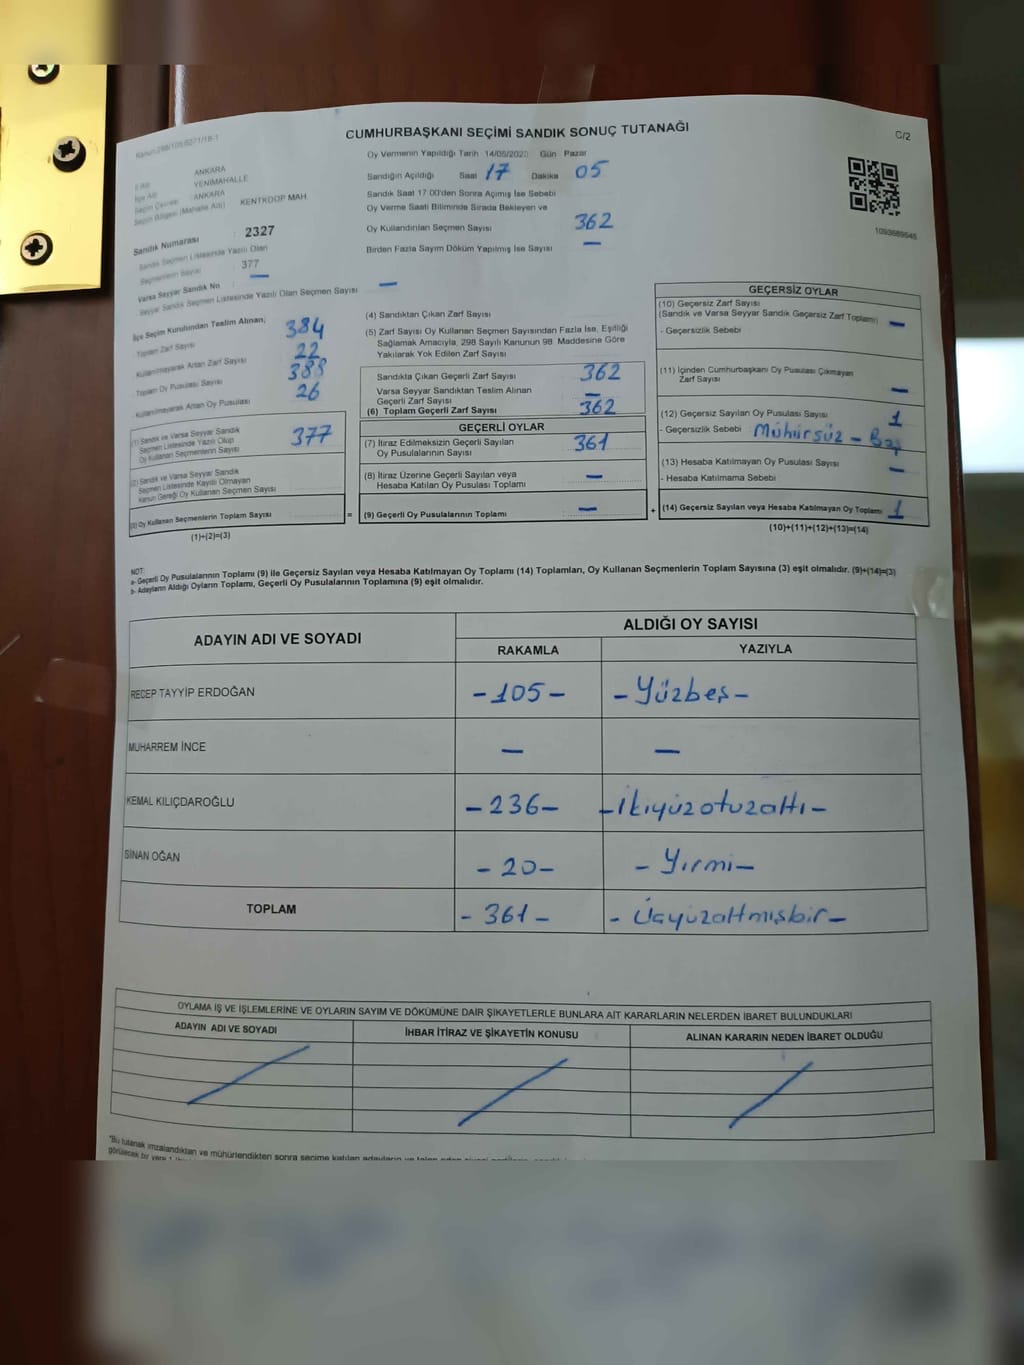 CUMHURBAŞKANI SEÇİMİ SANDIK SONUÇ TUTANAĞI
C/2
Oy Vermenin Yapıldığı Tarih 14/05/2023 Gün Pazar
Sandığın Açıldığı Saat 17 Dakika 05
Sandık Saat 17:00'den Sonra Açımış İse Sebebi
Oy Verme Saati Bitiminde Sırada Bekleyen ve
Oy Kullandırılan Seçmen Sayısı 362
Birden Fazla Sayım Döküm Yapılmış İse Sayısı —
1093689545
İli Adı ANKARA
İlçe Adı YENİMAHALLE
Seçim Çevresi ANKARA
Seçim Bölgesi (Mahalle Adı) KENTKOOP MAH.
Sandık Numarası : 2327
Sandık Seçmen Listesinde Yazılı Olan
Seçmenlerin Sayısı : 377
Varsa Seyyar Sandık No —
Seyyar Sandık Seçmen Listesinde Yazılı Olan Seçmen Sayısı —
İlçe Seçim Kurulundan Teslim Alınan;
Toplam Zarf Sayısı 384
Kullanılmayarak Artan Zarf Sayısı 22
Toplam Oy Pusulası Sayısı 388
Kullanılmayarak Artan Oy Pusulası 26
(1) Sandık ve Varsa Seyyar Sandık
Seçmen Listesinde Yazılı Olup
Oy Kullanan Seçmenlerin Sayısı 377
(2) Sandık ve Varsa Seyyar Sandık
Seçmen Listesinde Kayıtlı Olmayan
Kanun Gereği Oy Kullanan Seçmen Sayısı
(3) Oy Kullanan Seçmenlerin Toplam Sayısı =
(1)+(2)=(3)
(4) Sandıktan Çıkan Zarf Sayısı
(5) Zarf Sayısı Oy Kullanan Seçmen Sayısından Fazla İse, Eşitliği
Sağlamak Amacıyla, 298 Sayılı Kanunun 98. Maddesine Göre
Yakılarak Yok Edilen Zarf Sayısı
Sandıkta Çıkan Geçerli Zarf Sayısı 362
Varsa Seyyar Sandıktan Teslim Alınan
Geçerli Zarf Sayısı —
(6) Toplam Geçerli Zarf Sayısı 362
GEÇERLİ OYLAR
(7) İtiraz Edilmeksizin Geçerli Sayılan
Oy Pusulalarının Sayısı 361
(8) İtiraz Üzerine Geçerli Sayılan veya
Hesaba Katılan Oy Pusulası Toplamı —
(9) Geçerli Oy Pusulalarının Toplamı — +
GEÇERSİZ OYLAR
(10) Geçersiz Zarf Sayısı
(Sandık ve Varsa Seyyar Sandık Geçersiz Zarf Toplamı) —
- Geçersizlik Sebebi
(11) İçinden Cumhurbaşkanı Oy Pusulası Çıkmayan
Zarf Sayısı —
(12) Geçersiz Sayılan Oy Pusulası Sayısı 1
- Geçersizlik Sebebi Mühürsüz –
(13) Hesaba Katılmayan Oy Pusulası Sayısı —
- Hesaba Katılmama Sebebi
(14) Geçersiz Sayılan veya Hesaba Katılmayan Oy Toplamı 1
(10)+(11)+(12)+(13)=(14)
NOT:
a- Geçerli Oy Pusulalarının Toplamı (9) ile Geçersiz Sayılan veya Hesaba Katılmayan Oy Toplamı (14) Toplamları, Oy Kullanan Seçmenlerin Toplam Sayısına (3) eşit olmalıdır. (9)+(14)=(3)
b- Adayların Aldığı Oyların Toplamı, Geçerli Oy Pusulalarının Toplamına (9) eşit olmalıdır.
ADAYIN ADI VE SOYADI ALDIĞI OY SAYISI
RAKAMLA YAZIYLA
RECEP TAYYİP ERDOĞAN -105- -Yüzbeş-
MUHARREM İNCE — —
KEMAL KILIÇDAROĞLU -236- -ikiyüzotuzaltı-
SİNAN OĞAN -20- -Yirmi-
TOPLAM -361- -Üçyüzaltmışbir-
OYLAMA İŞ VE İŞLEMLERİNE VE OYLARIN SAYIM VE DÖKÜMÜNE DAİR ŞİKAYETLERLE BUNLARA AİT KARARLARIN NELERDEN İBARET BULUNDUKLARI
ADAYIN ADI VE SOYADI İHBAR İTİRAZ VE ŞİKAYETİN KONUSU ALINAN KARARIN NEDEN İBARET OLDUĞU
"Bu tutanak imzalandıktan ve mühürlendikten sonra seçime katılan adayların